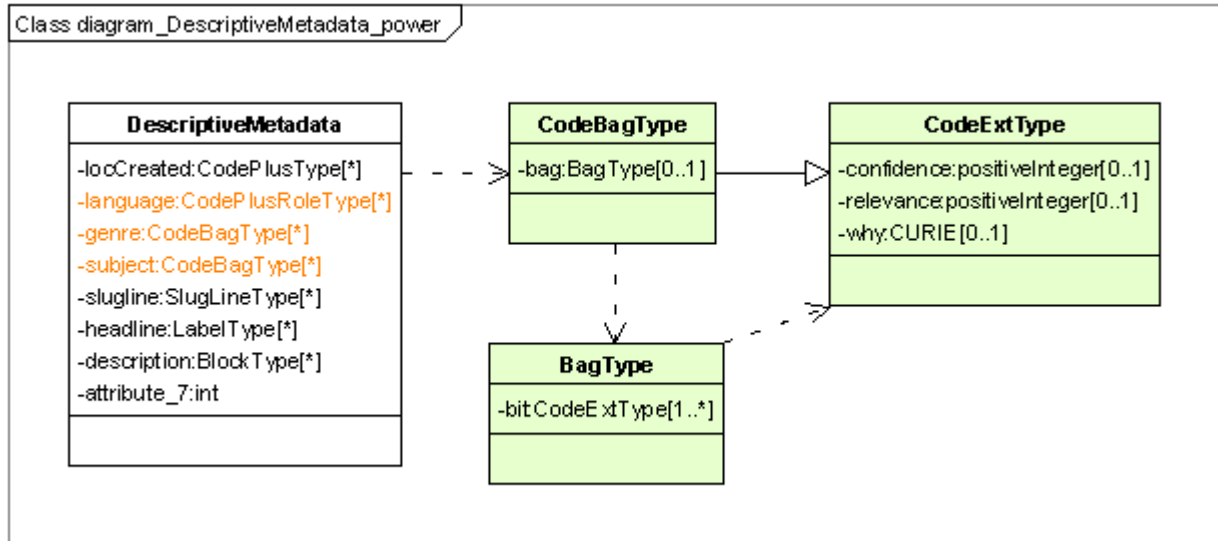 Class diagram_DescriptiveMetadata_power
DescriptiveMetadata
-locCreated:CodePlusType[*]
-language:CodePlusRoleType[*]
-genre:CodeBagType[*]
-subject:CodeBagType[*]
-slugline:SlugLineType[*]
-headline:LabelType[*]
-description:BlockType[*]
-attribute_7:int
CodeBagType
-bag:BagType[0..1]
CodeExtType
-confidence:positiveInteger[0..1]
-relevance:positiveInteger[0..1]
-why:CURIE[0..1]
BagType
-bit:CodeExtType[1..*]